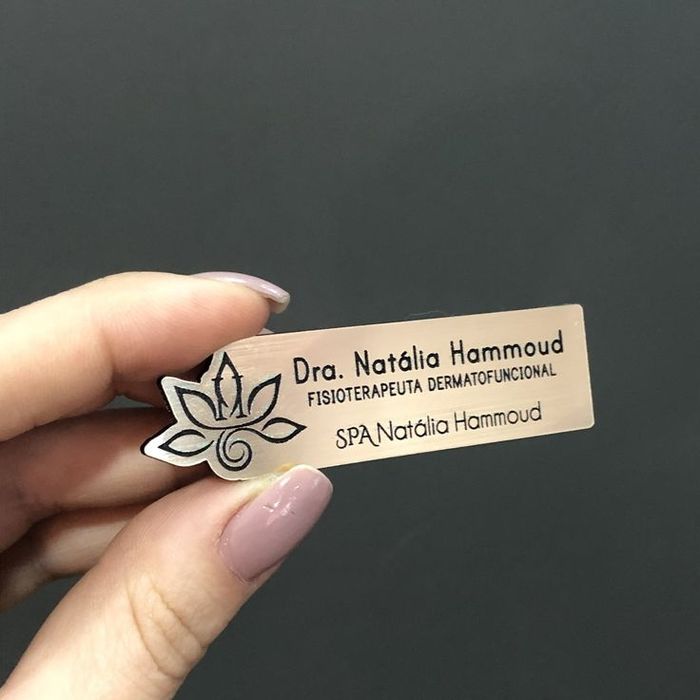 Dra. Natália Hammoud
FISIOTERAPEUTA DERMATOFUNCIONAL
SPA Natália Hammoud